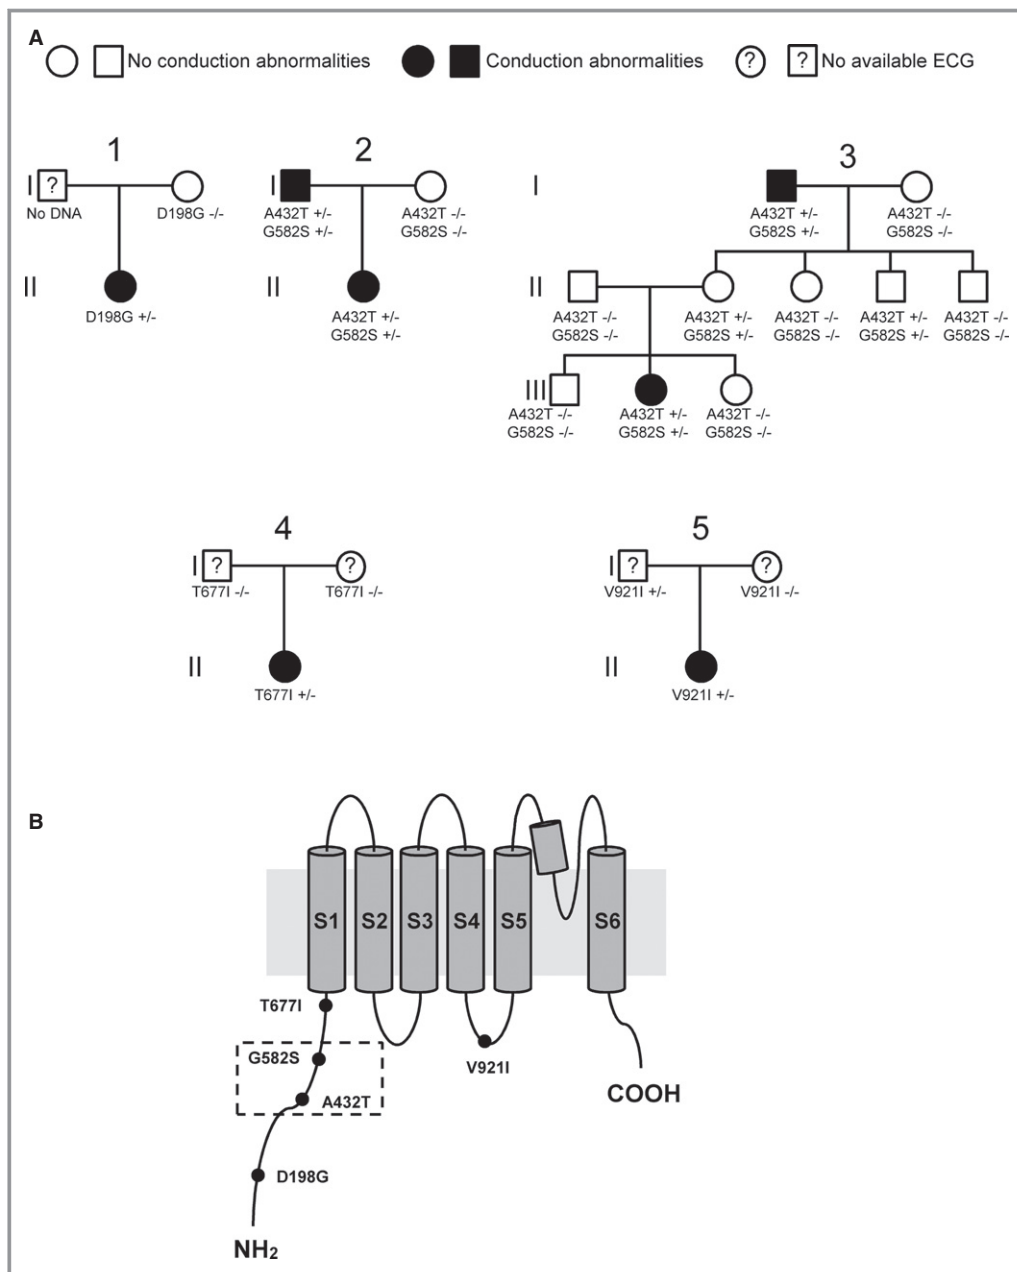 A
No conduction abnormalities
Conduction abnormalities
? ? No available ECG
1
2
3
I ?
I
I
No DNA
D198G -/-
A432T +/-
G582S +/-
A432T -/-
G582S -/-
A432T +/-
G582S +/-
A432T -/-
G582S -/-
II
II
II
D198G +/-
A432T +/-
G582S +/-
A432T -/-
G582S -/-
A432T +/-
G582S +/-
A432T -/-
G582S -/-
A432T +/-
G582S +/-
A432T -/-
G582S -/-
III
A432T -/-
G582S -/-
A432T +/-
G582S +/-
A432T -/-
G582S -/-
4
5
I ? ?
I ? ?
T677I -/-
T677I -/-
V921I +/-
V921I -/-
II
II
T677I +/-
V921I +/-
B
S1 S2 S3 S4 S5 S6
T677I
G582S
V921I
A432T
COOH
D198G
NH2